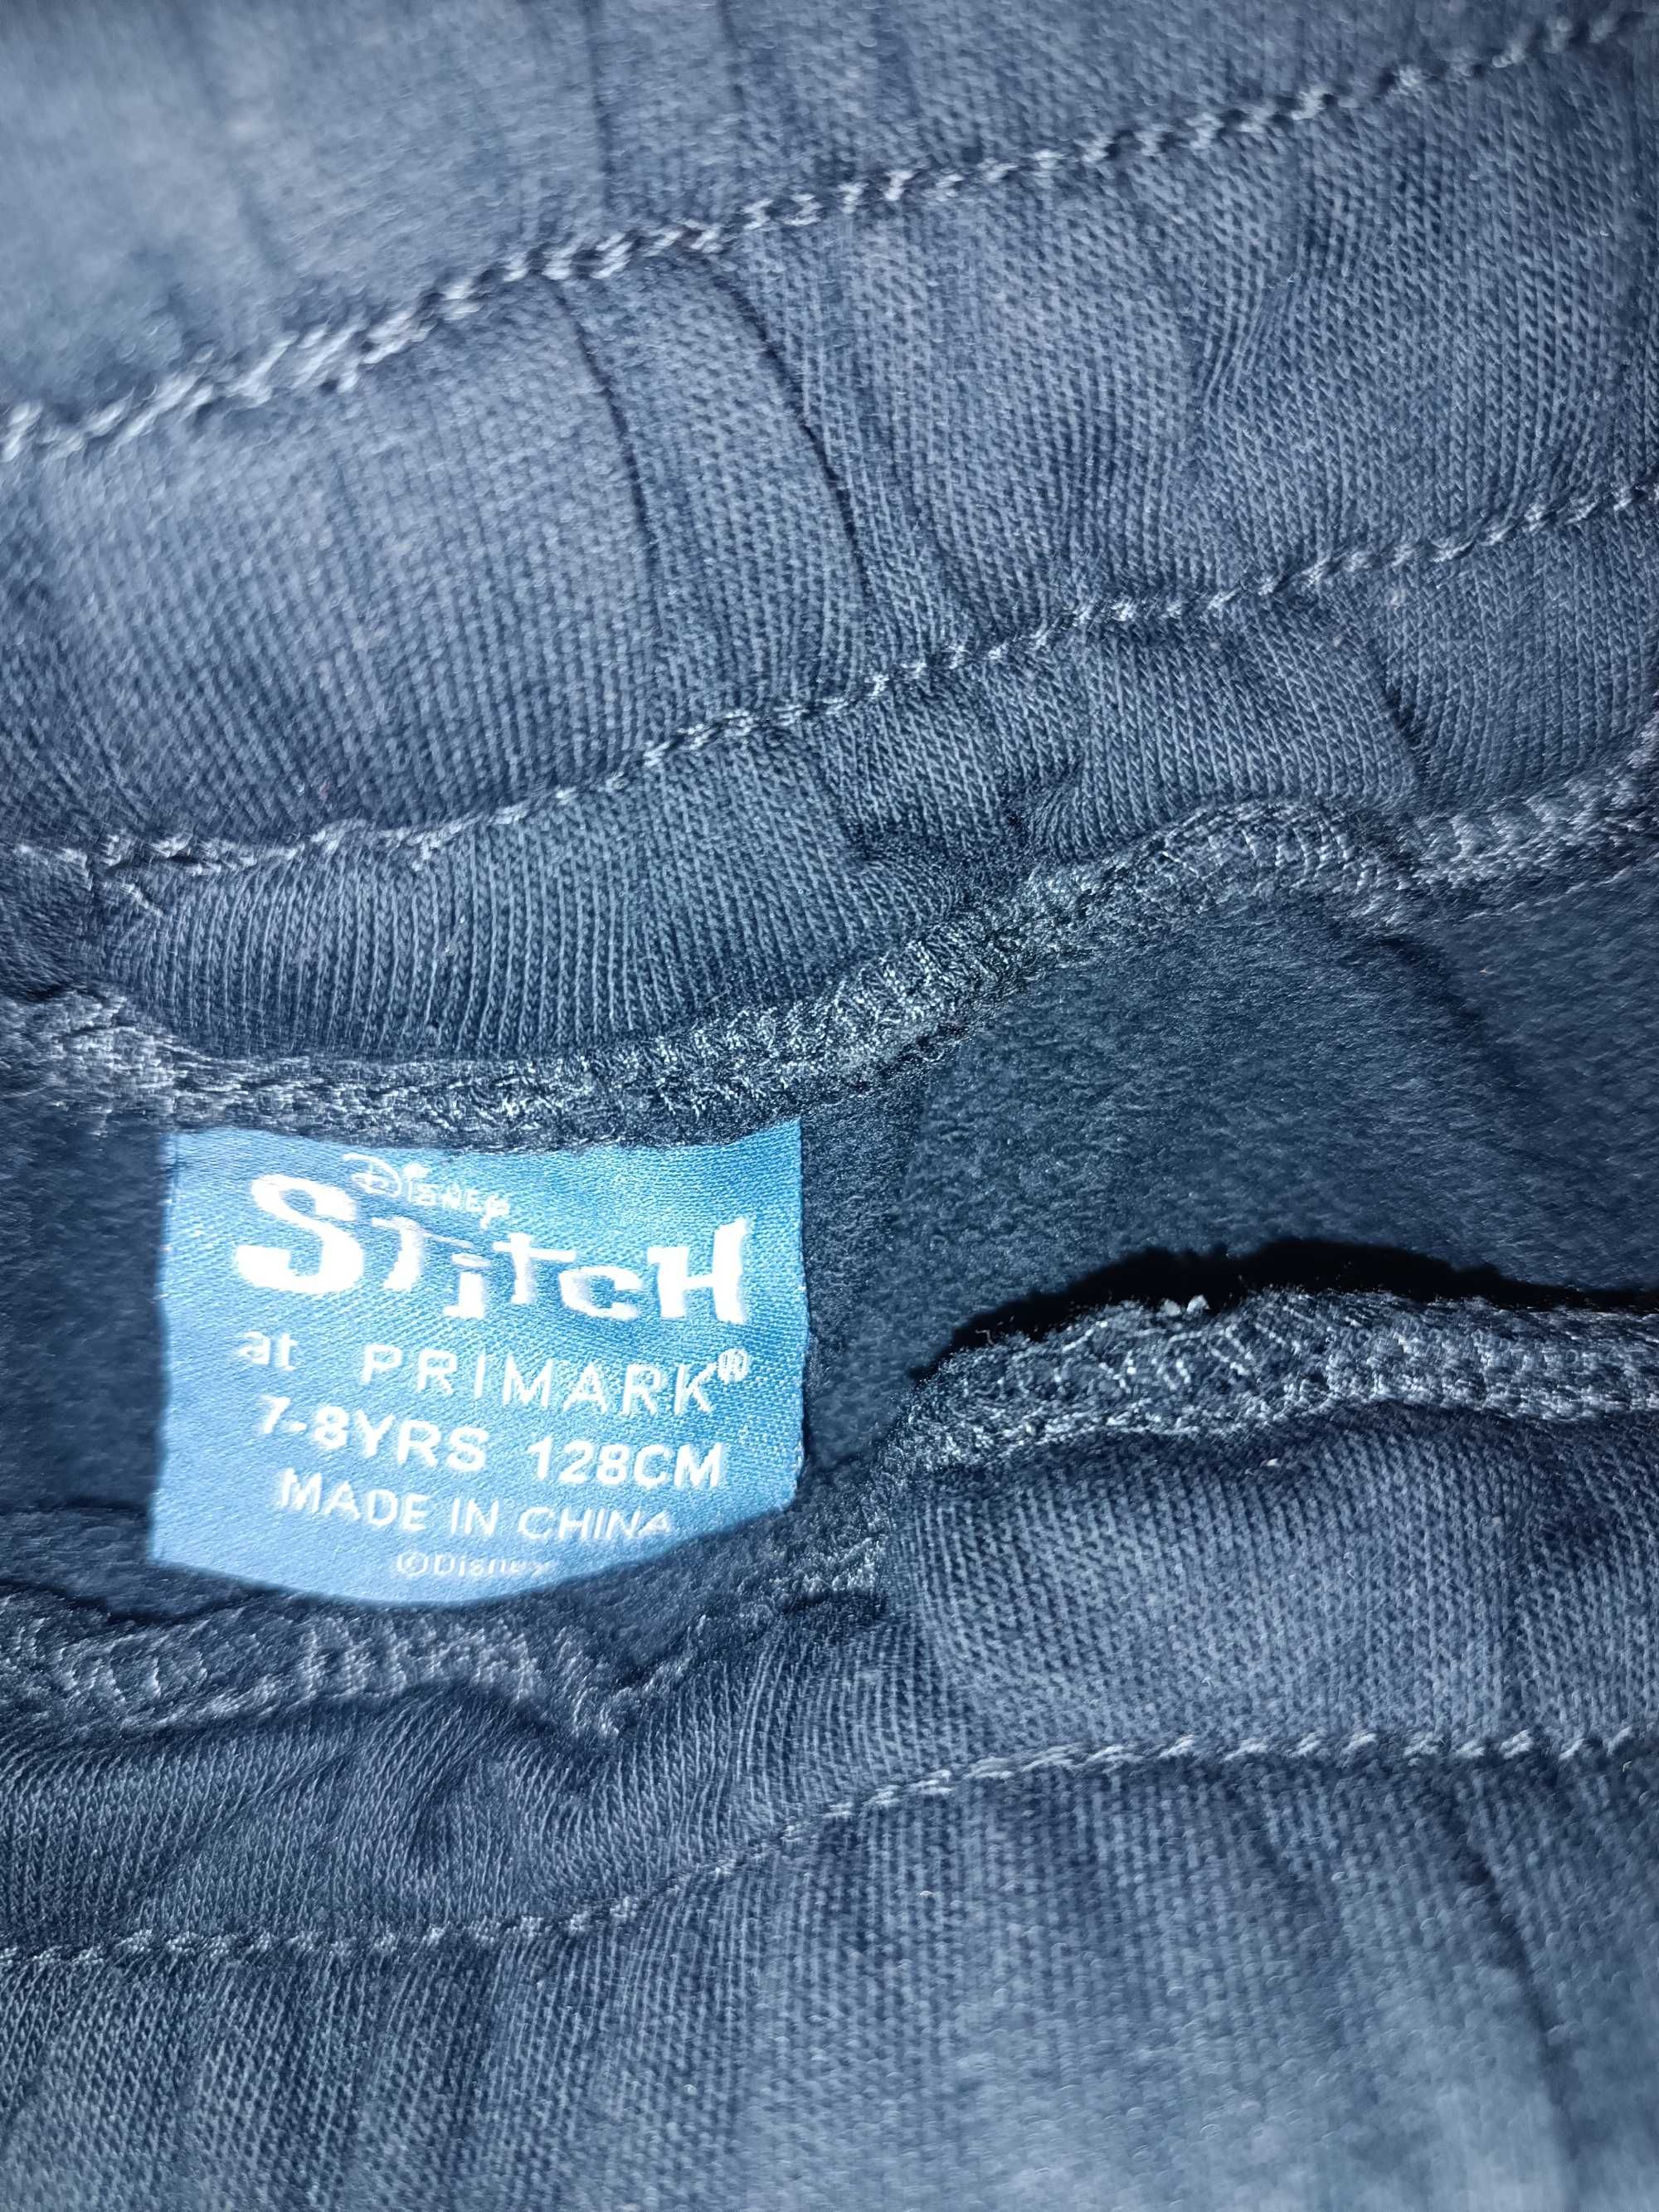 Disney
Stitch
at PRIMARK®
7-8YRS 128CM
MADE IN CHINA
©Disney